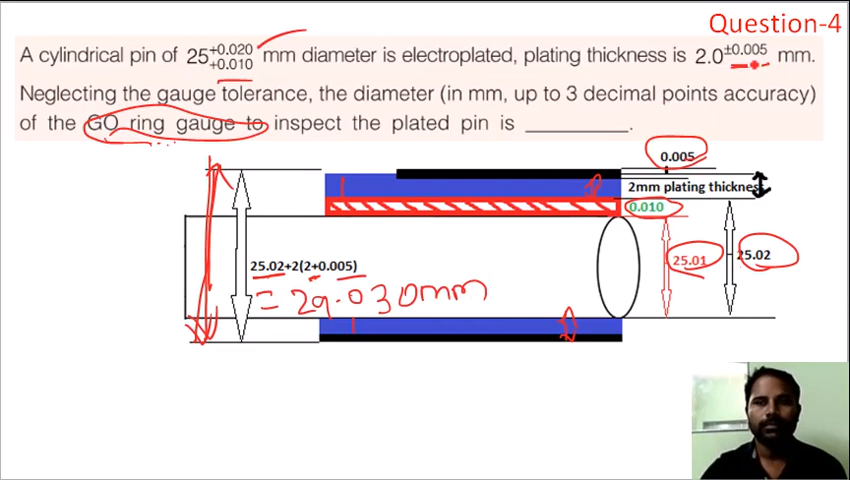 Question-4
A cylindrical pin of 25 +0.020 +0.010 mm diameter is electroplated, plating thickness is 2.0 ±0.005 mm.
Neglecting the gauge tolerance, the diameter (in mm, up to 3 decimal points accuracy)
of the GO ring gauge to inspect the plated pin is ________.
0.005
2mm plating thickness
0.010
25.02
25.01
25.02+2(2+0.005)
= 29.030mm